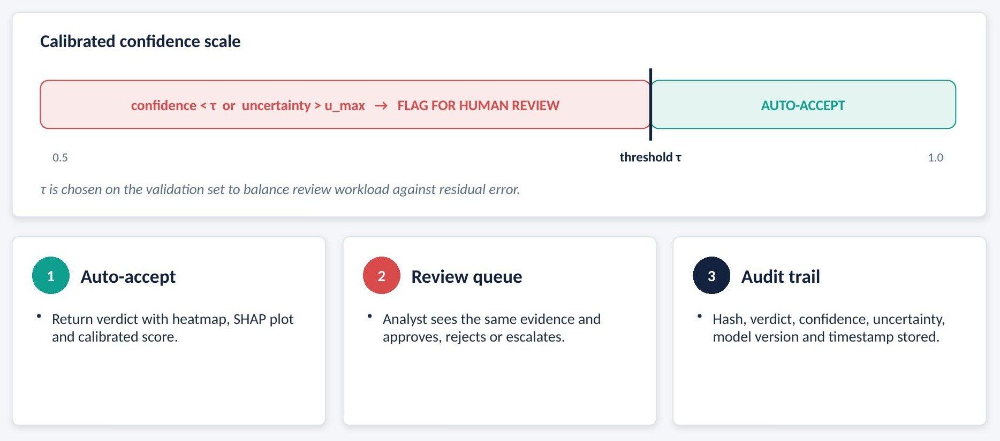 Calibrated confidence scale
confidence < τ or uncertainty > u_max → FLAG FOR HUMAN REVIEW
AUTO-ACCEPT
0.5
threshold τ
1.0
τ is chosen on the validation set to balance review workload against residual error.
1
Auto-accept
• Return verdict with heatmap, SHAP plot
and calibrated score.
2
Review queue
• Analyst sees the same evidence and
approves, rejects or escalates.
3
Audit trail
• Hash, verdict, confidence, uncertainty,
model version and timestamp stored.